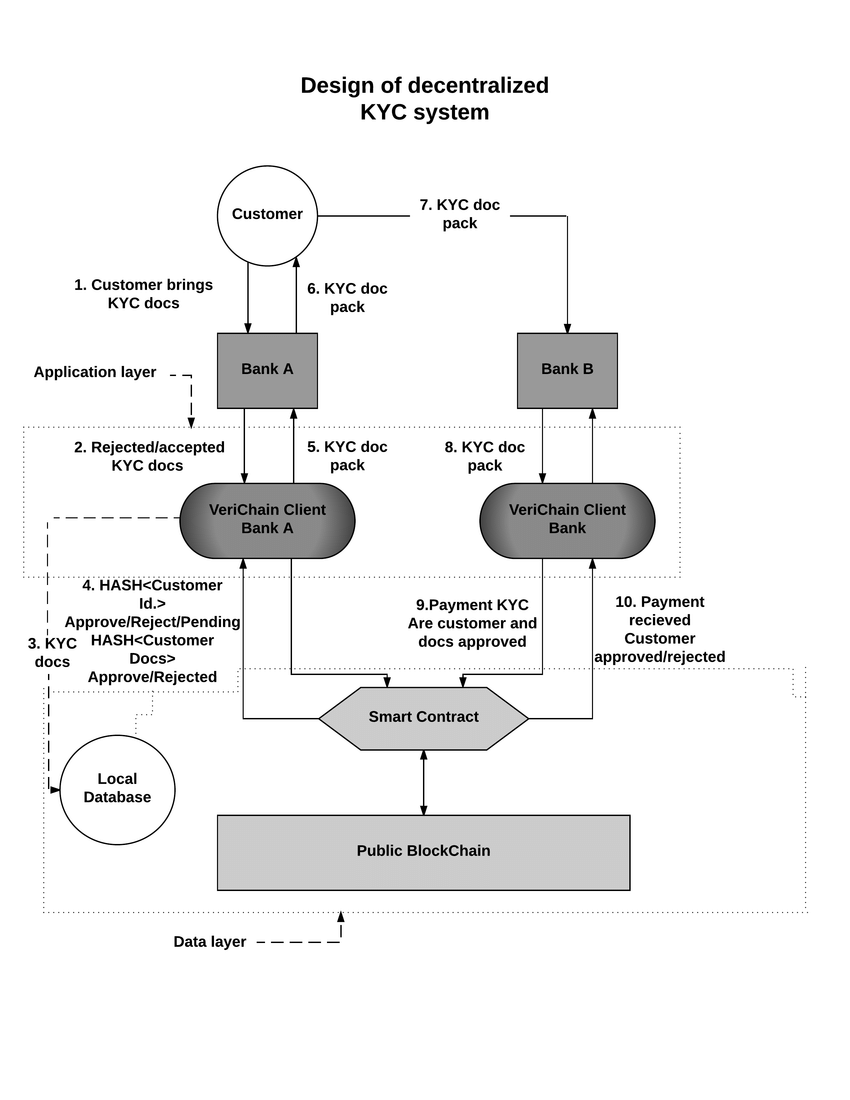 Design of decentralized
KYC system
Customer
7. KYC doc
pack
1. Customer brings
KYC docs
6. KYC doc
pack
Bank A
Bank B
Application layer
2. Rejected/accepted
KYC docs
5. KYC doc
pack
8. KYC doc
pack
VeriChain Client
Bank A
VeriChain Client
Bank
4. HASH<Customer
Id.>
Approve/Reject/Pending
HASH<Customer
Docs>
Approve/Rejected
3. KYC
docs
9.Payment KYC
Are customer and
docs approved
10. Payment
recieved
Customer
approved/rejected
Smart Contract
Local
Database
Public BlockChain
Data layer